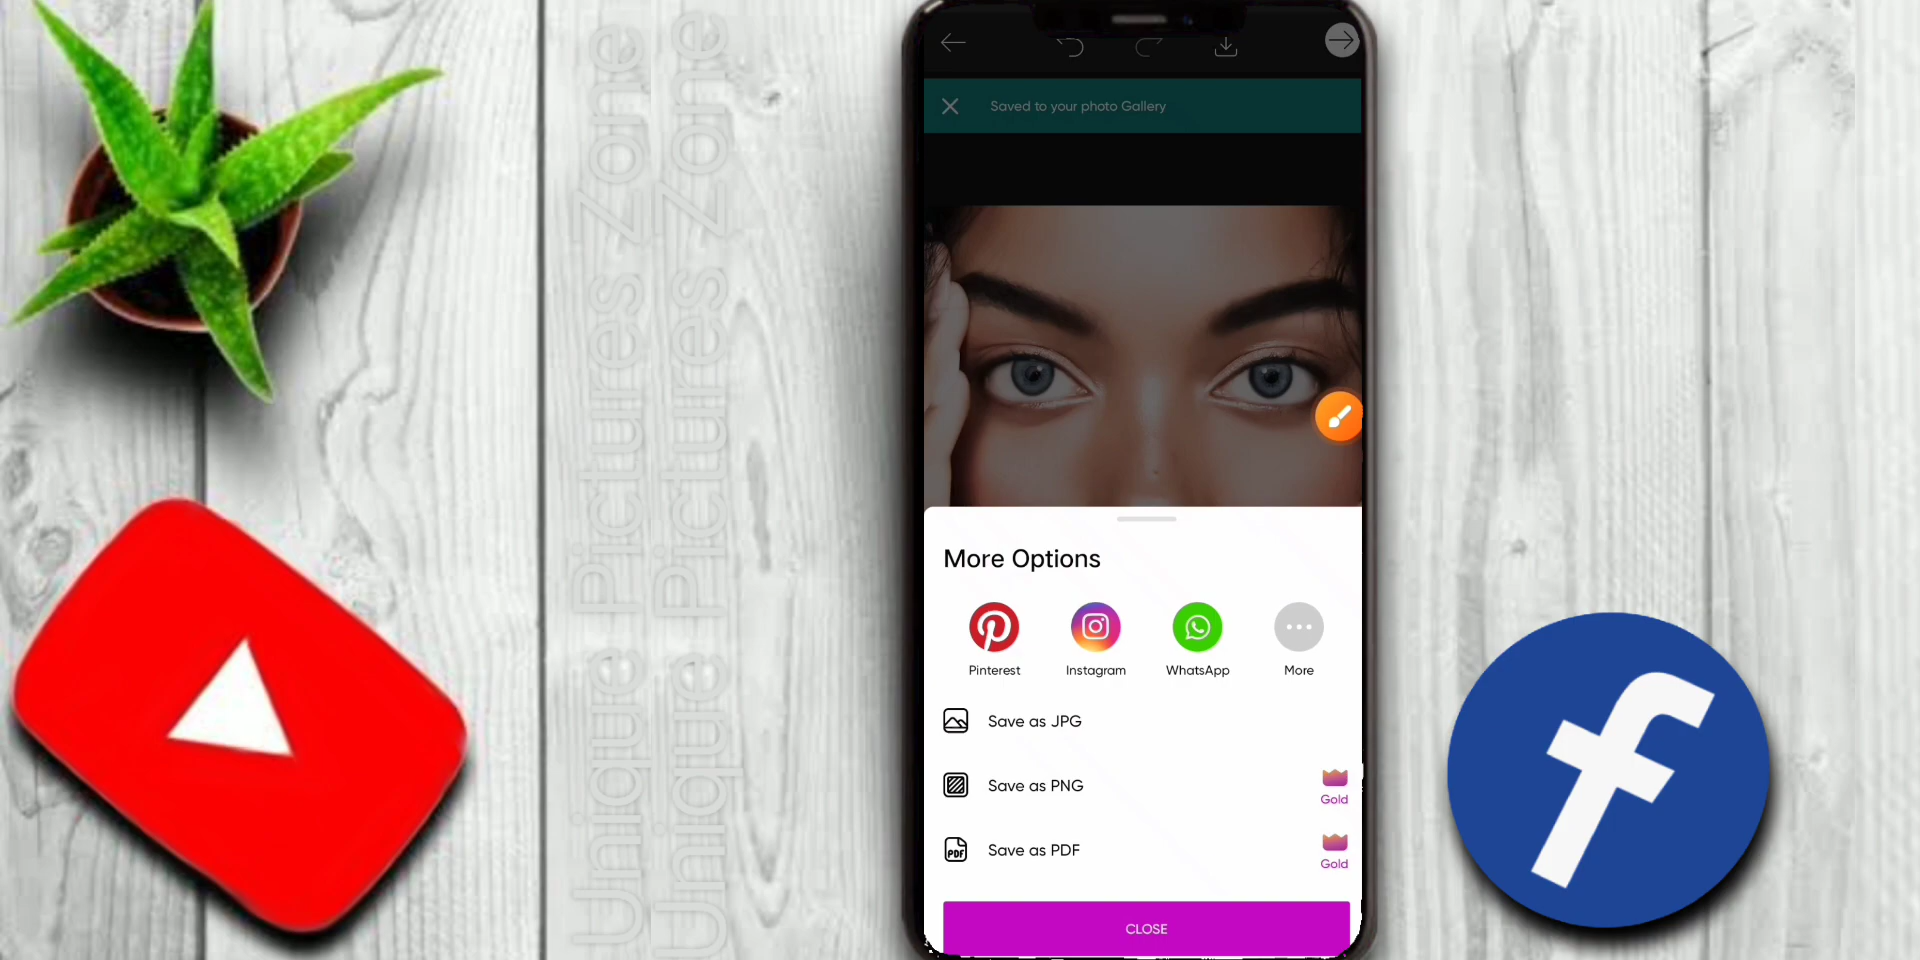 Unique Pictures Zone
Unique Pictures Zone
Saved to your photo Gallery
More Options
Pinterest
Instagram
WhatsApp
More
Save as JPG
Save as PNG
Gold
PDF
Save as PDF
Gold
CLOSE